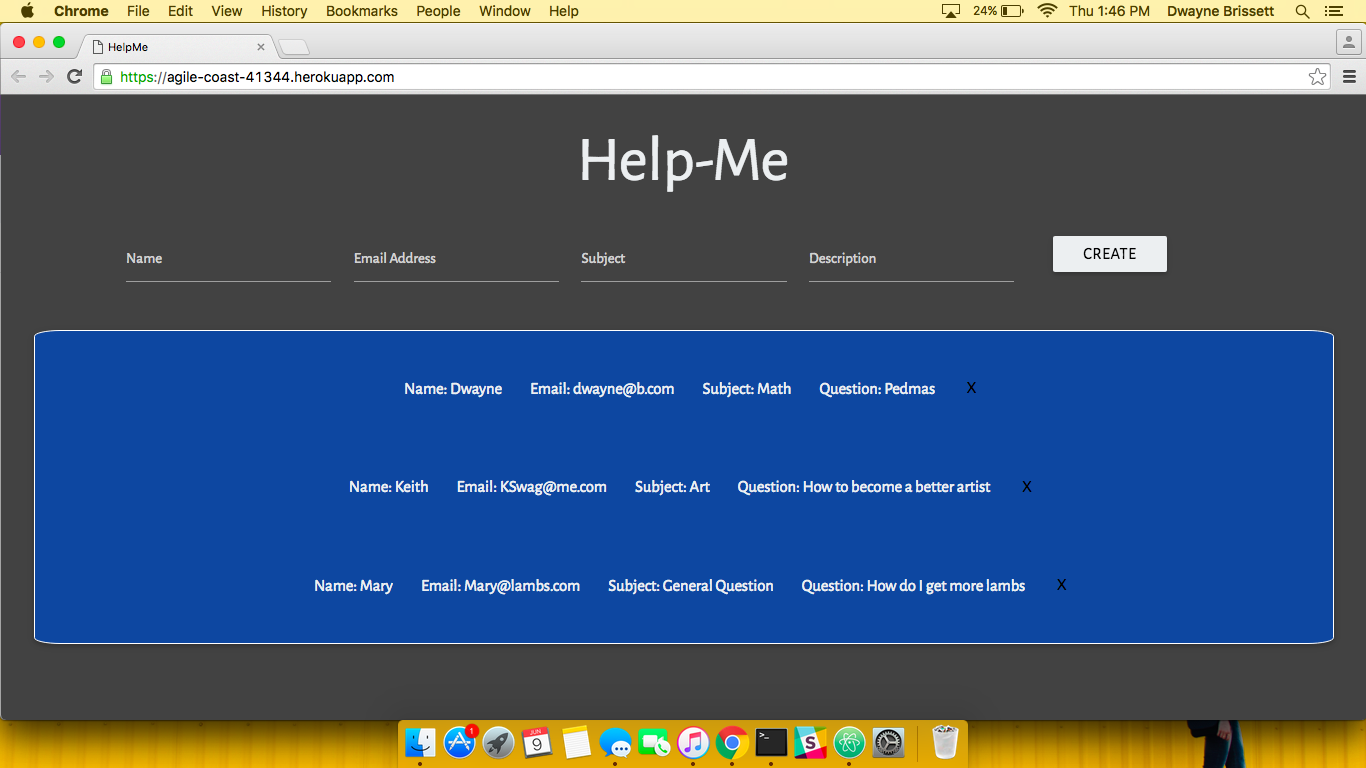 Chrome File Edit View History Bookmarks People Window Help 24% Thu 1:46 PM Dwayne Brissett
HelpMe
https://agile-coast-41344.herokuapp.com
Help-Me
Name Email Address Subject Description CREATE
Name: Dwayne Email: dwayne@b.com Subject: Math Question: Pedmas X
Name: Keith Email: KSwag@me.com Subject: Art Question: How to become a better artist X
Name: Mary Email: Mary@lambs.com Subject: General Question Question: How do I get more lambs X
1
JUN
9
>_
S